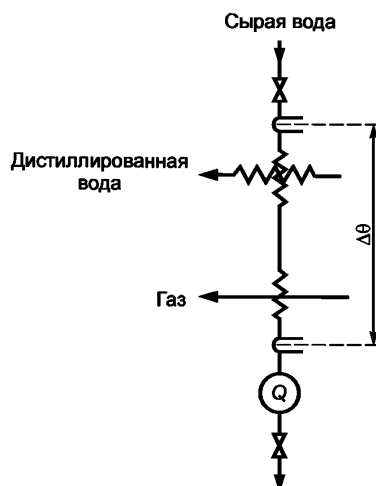 Сырая вода
Дистиллированная
вода
Δθ
Газ
Q